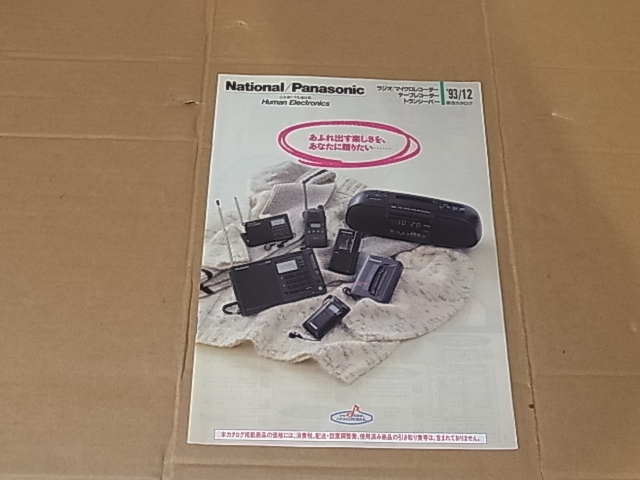 National/Panasonic
Human Electronics
ラジオ/マイクロレコーダー
テープレコーダー
トランシーバー
'93/12
総合カタログ
あふれ出す楽しさを、
あなたに贈りたい……
10:20
本カタログ掲載商品の価格には、消費税、配送・設置調整費、使用済み商品の引き取り費等は、含まれておりません。